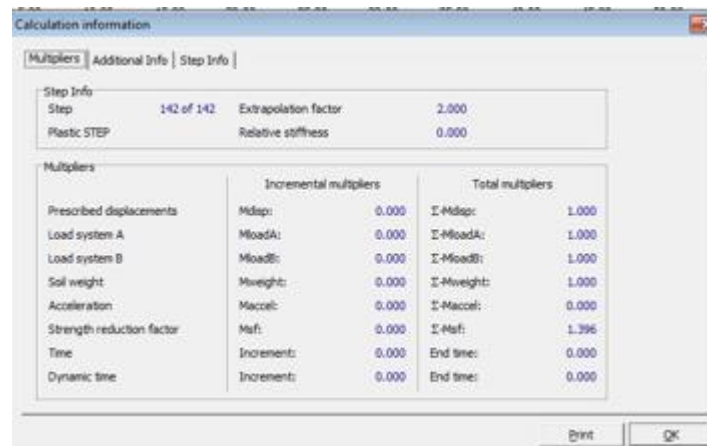 Calculation information
Multipliers Additional Info Step Info
Step Info
Step 142 of 142 Extrapolation factor 2.000
Plastic STEP Relative stiffness 0.000
Multipliers
Incremental multipliers Total multipliers
Prescribed displacements Mdisp: 0.000 Σ-Mdisp: 1.000
Load system A MloadA: 0.000 Σ-MloadA: 1.000
Load system B MloadB: 0.000 Σ-MloadB: 1.000
Soil weight Mweight: 0.000 Σ-Mweight: 1.000
Acceleration Maccel: 0.000 Σ-Maccel: 0.000
Strength reduction factor Msf: 0.000 Σ-Msf: 1.396
Time Increment: 0.000 End time: 0.000
Dynamic time Increment: 0.000 End time: 0.000
Print OK